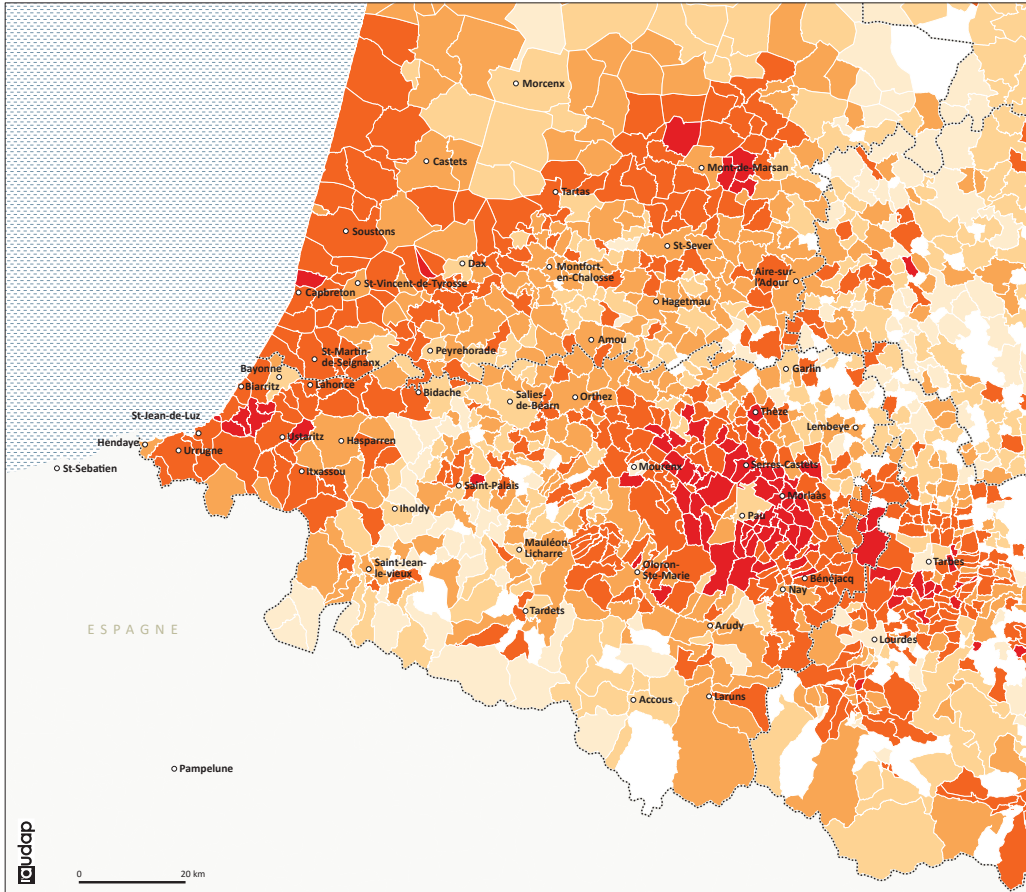 Morcenx
Castets
Mont-de-Marsan
Tartas
Soustons
St-Sever
Dax
Montfort-
en-Chalosse
Aire-sur-
l'Adour
St-Vincent-de-Tyrosse
Capbreton
Hagetmau
Amou
Peyrehorade
St-Martin-
de-Seignanx
Bayonne
Garlin
Biarritz
Lahonce
Bidache
Salies-
de-Béarn
Orthez
Thèze
St-Jean-de-Luz
Lembeye
Hendaye
Urrugne
Ustaritz
Hasparren
St-Sebatien
Itxassou
Mourenx
Serres-Castets
Saint-Palais
Morlaas
Iholdy
Pau
Mauléon-
Licharre
Tarbes
Saint-Jean-
le-vieux
Oloron-
Ste-Marie
Bénéjacq
Nay
Tardets
Arudy
ESPAGNE
Lourdes
Accous
Laruns
Pampelune
audap
0 20 km